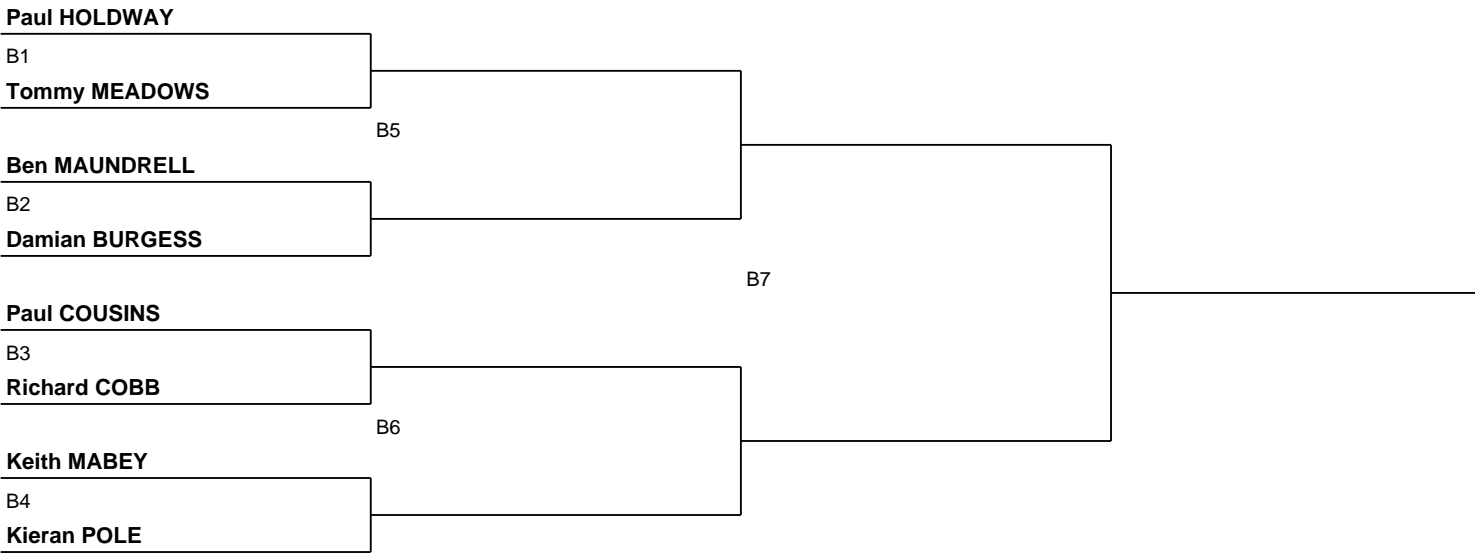 Paul HOLDWAY
B1
Tommy MEADOWS
B5
Ben MAUNDRELL
B2
Damian BURGESS
B7
Paul COUSINS
B3
Richard COBB
B6
Keith MABEY
B4
Kieran POLE